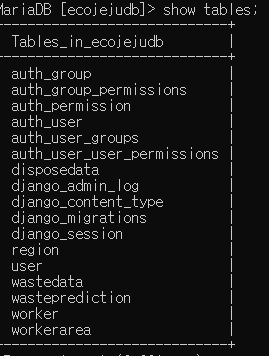 MariaDB [ecojejudb]> show tables;
Tables_in_ecojejudb
auth_group
auth_group_permissions
auth_permission
auth_user
auth_user_groups
auth_user_user_permissions
disposedata
django_admin_log
django_content_type
django_migrations
django_session
region
user
wastedata
wasteprediction
worker
workerarea